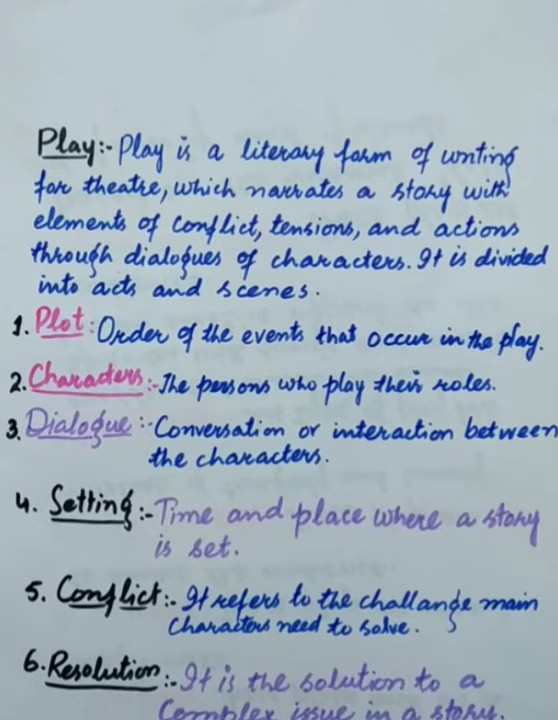 Play:- Play is a literary form of writing
for theatre, which narrates a story with
elements of conflict, tensions, and actions
through dialogues of characters. It is divided
into acts and scenes.
1. Plot: Order of the events that occur in the play.
2. Characters:- The persons who play their roles.
3. Dialogue:- Conversation or interaction between
the characters.
4. Setting:- Time and place where a story
is set.
5. Conflict:- It refers to the challange main
characters need to solve.
6. Resolution:- It is the solution to a
Complex issue in a story.